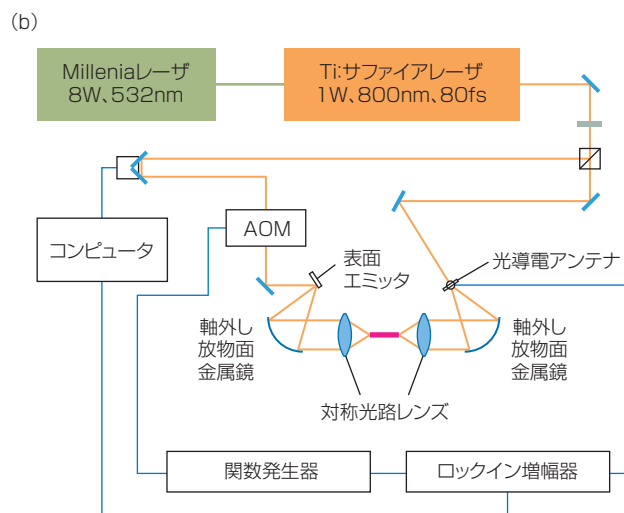 (b)
Milleniaレーザ
8W、532nm
Ti:サファイアレーザ
1W、800nm、80fs
コンピュータ
AOM
表面
エミッタ
光導電アンテナ
軸外し
放物面
金属鏡
軸外し
放物面
金属鏡
対称光路レンズ
関数発生器
ロックイン増幅器